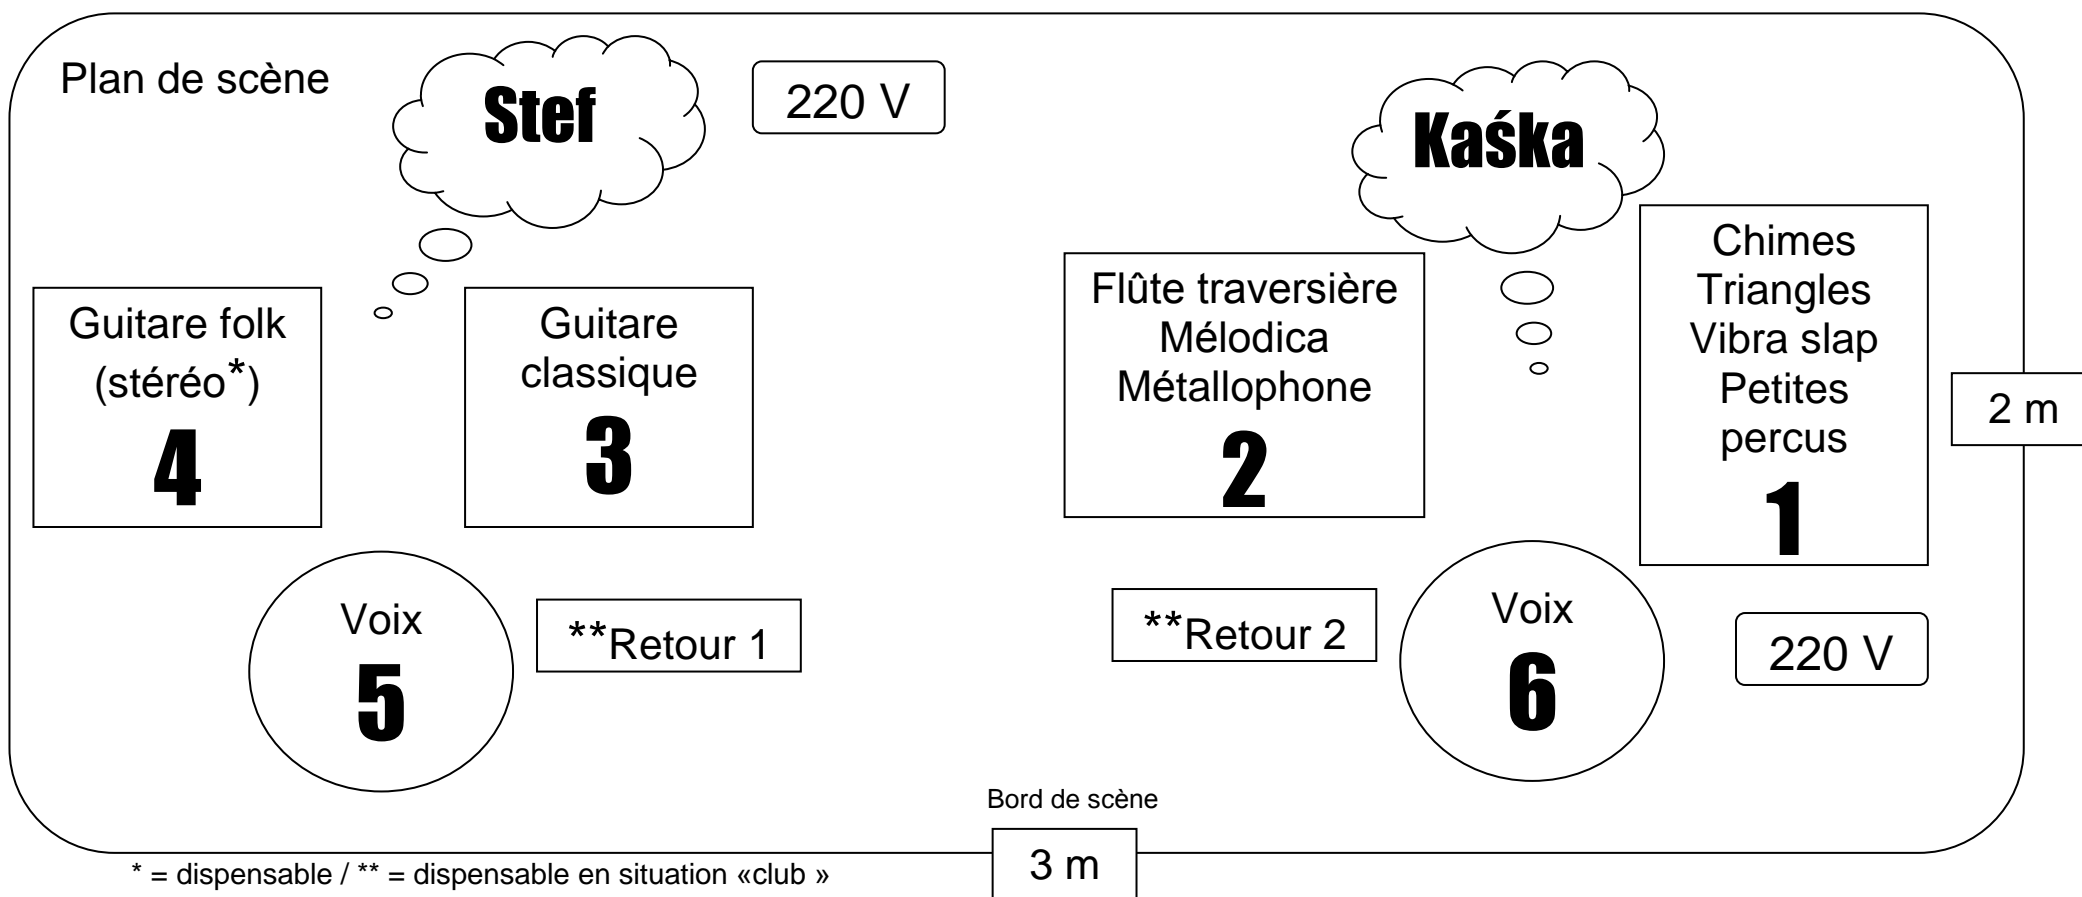 Plan de scène
Stef
220 V
Kaśka
Guitare folk
(stéréo*)
4
Guitare
classique
3
Flûte traversière
Mélodica
Métallophone
2
Chimes
Triangles
Vibra slap
Petites
percus
1
2 m
Voix
5
**Retour 1
**Retour 2
Voix
6
220 V
Bord de scène
3 m
* = dispensable / ** = dispensable en situation «club »